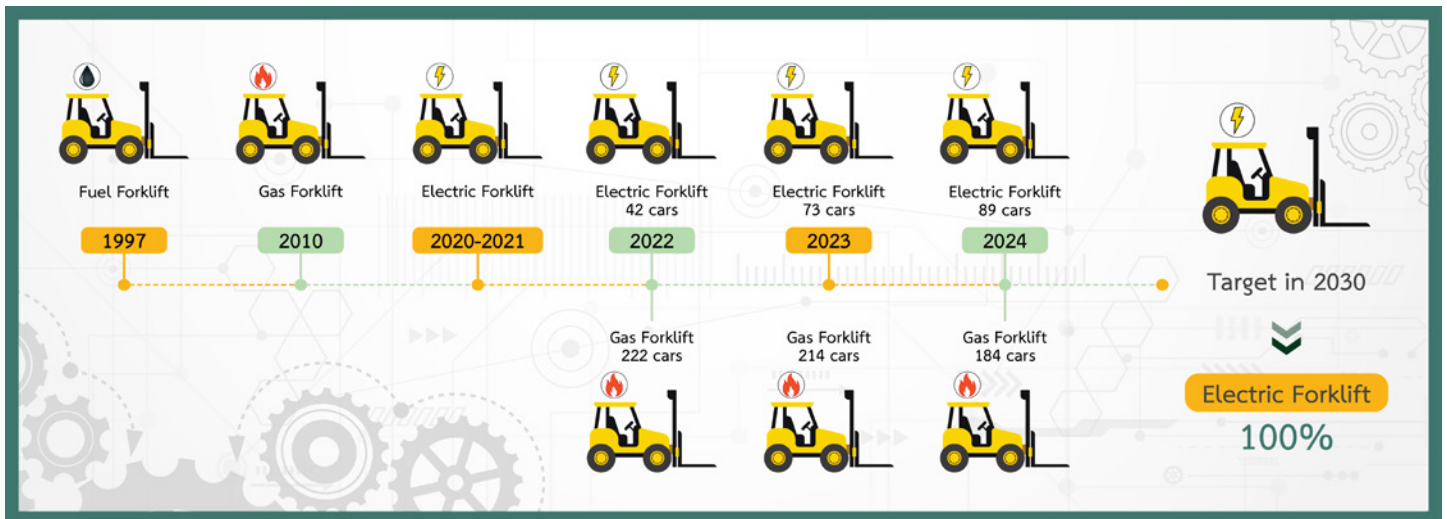 Fuel Forklift
1997
Gas Forklift
2010
Electric Forklift
2020-2021
Electric Forklift
42 cars
2022
Gas Forklift
222 cars
Electric Forklift
73 cars
2023
Gas Forklift
214 cars
Electric Forklift
89 cars
2024
Gas Forklift
184 cars
Target in 2030
Electric Forklift
100%